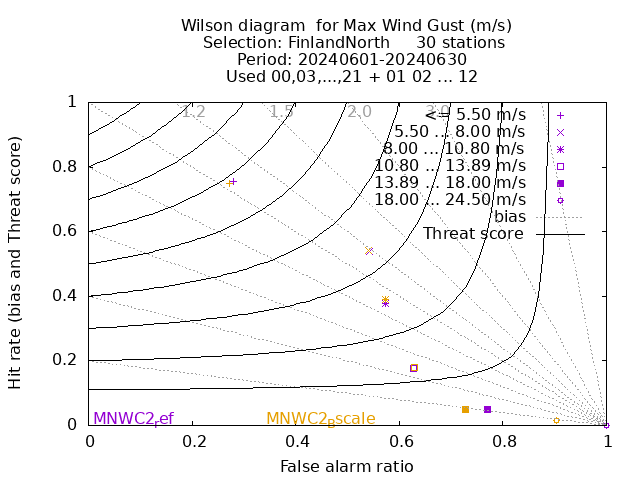 Wilson diagram for Max Wind Gust (m/s)
Selection: FinlandNorth 30 stations
Period: 20240601-20240630
Used 00,03,...,21 + 01 02 ... 12
Hit rate (bias and Threat score)
1
0.8
0.6
0.4
0.2
0
1.2 1.5 2.0 3.0
<= 5.50 m/s
5.50 ... 8.00 m/s
8.00 ... 10.80 m/s
10.80 ... 13.89 m/s
13.89 ... 18.00 m/s
18.00 ... 24.50 m/s
bias
Threat score
MNWC2ref MNWC2Bscale
0 0.2 0.4 0.6 0.8 1
False alarm ratio